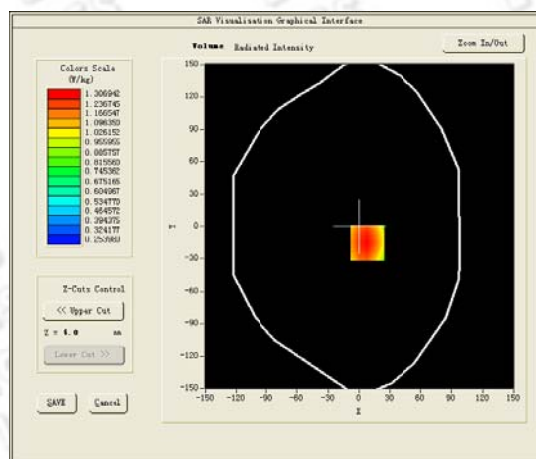 SAR Visualisation Graphical Interface
Volume Radiated Intensity
Zoom In/Out
Colors Scale
(W/kg)
1.306942
1.236745
1.166547
1.096350
1.026152
0.955955
0.885757
0.815560
0.745362
0.675165
0.604967
0.534770
0.464572
0.394375
0.324177
0.253980
Z-Cuts Control
<< Upper Cut
Z = 4.0 mm
Lower Cut >>
SAVE
Cancel
150
120
90
60
30
0
-30
-60
-90
-120
-150
Y
-150 -120 -90 -60 -30 0 30 60 90 120 150
X